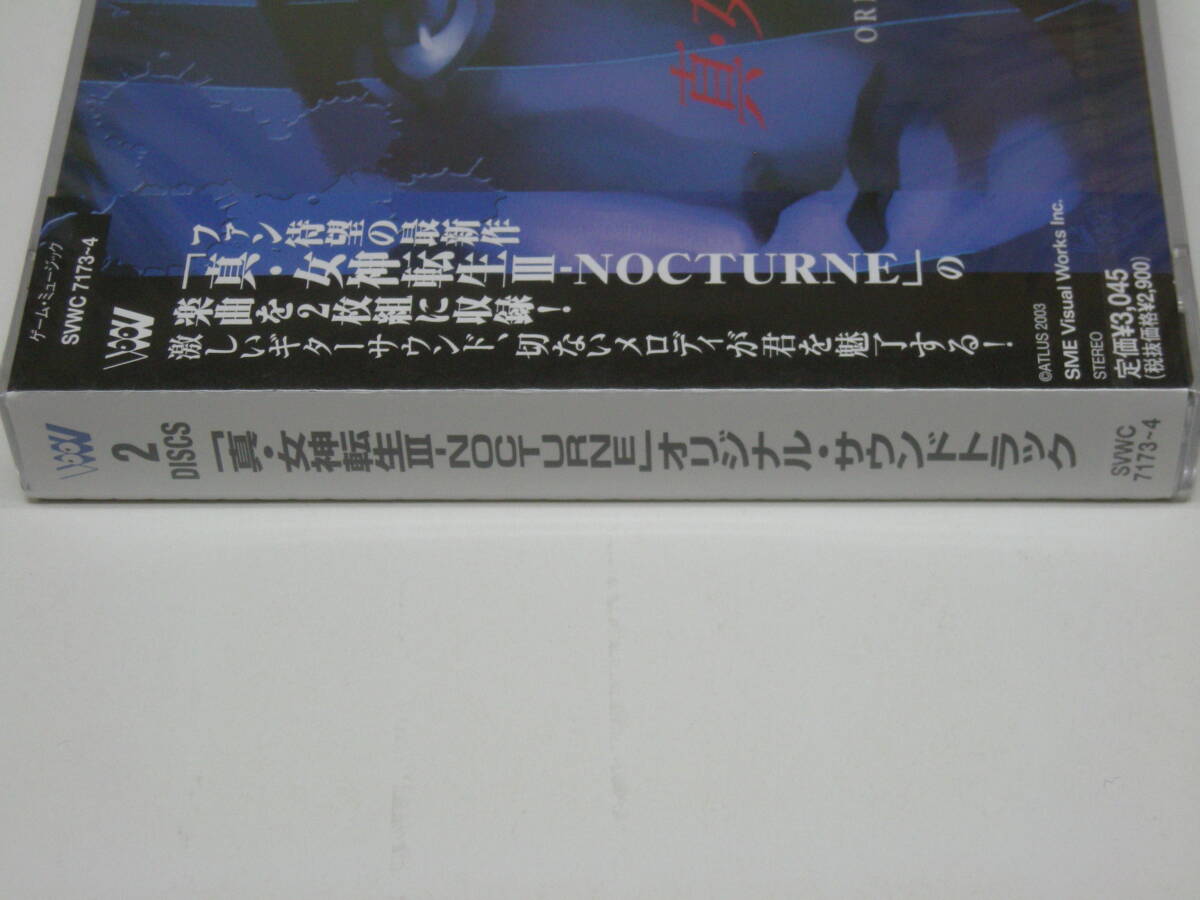 真・女
ORI
ゲーム・ミュージック
SVWC 7173~4
ファン待望の最新作
「真・女神転生III-NOCTURNE」の
楽曲を2枚組に収録!
激しいギターサウンド、切ないメロディが君を魅了する!
©ATLUS 2003
SME Visual Works Inc.
STEREO
定価¥3,045
(税抜価格¥2,900)
2
DISCS
「真・女神転生III-NOCTURNE」オリジナル・サウンドトラック
SVWC
7173~4